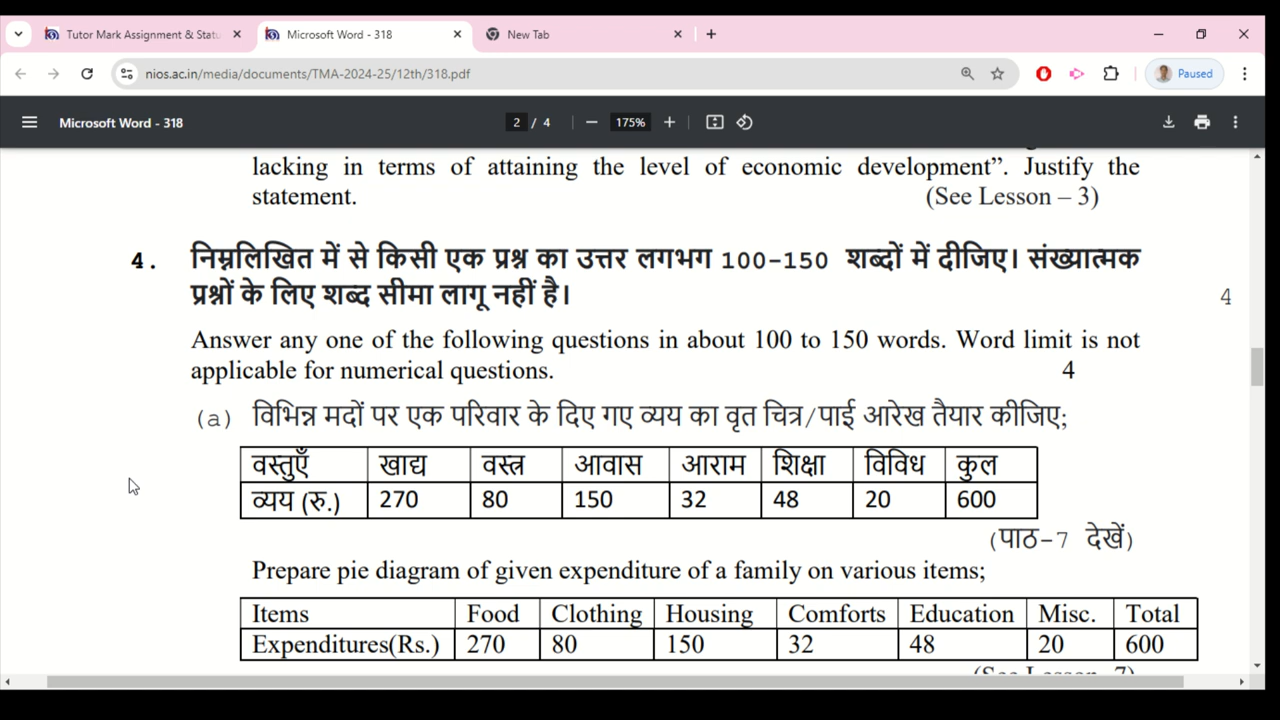 Tutor Mark Assignment & Statu
Microsoft Word - 318
New Tab
nios.ac.in/media/documents/TMA-2024-25/12th/318.pdf
Paused
Microsoft Word - 318
2 / 4
175%
lacking in terms of attaining the level of economic development”. Justify the
statement. (See Lesson – 3)
4. निम्नलिखित में से किसी एक प्रश्न का उत्तर लगभग 100-150 शब्दों में दीजिए। संख्यात्मक
प्रश्नों के लिए शब्द सीमा लागू नहीं है। 4
Answer any one of the following questions in about 100 to 150 words. Word limit is not
applicable for numerical questions. 4
(a) विभिन्न मदों पर एक परिवार के दिए गए व्यय का वृत चित्र/पाई आरेख तैयार कीजिए;
वस्तुएँ खाद्य वस्त्र आवास आराम शिक्षा विविध कुल
व्यय (रु.) 270 80 150 32 48 20 600
(पाठ-7 देखें)
Prepare pie diagram of given expenditure of a family on various items;
Items Food Clothing Housing Comforts Education Misc. Total
Expenditures(Rs.) 270 80 150 32 48 20 600